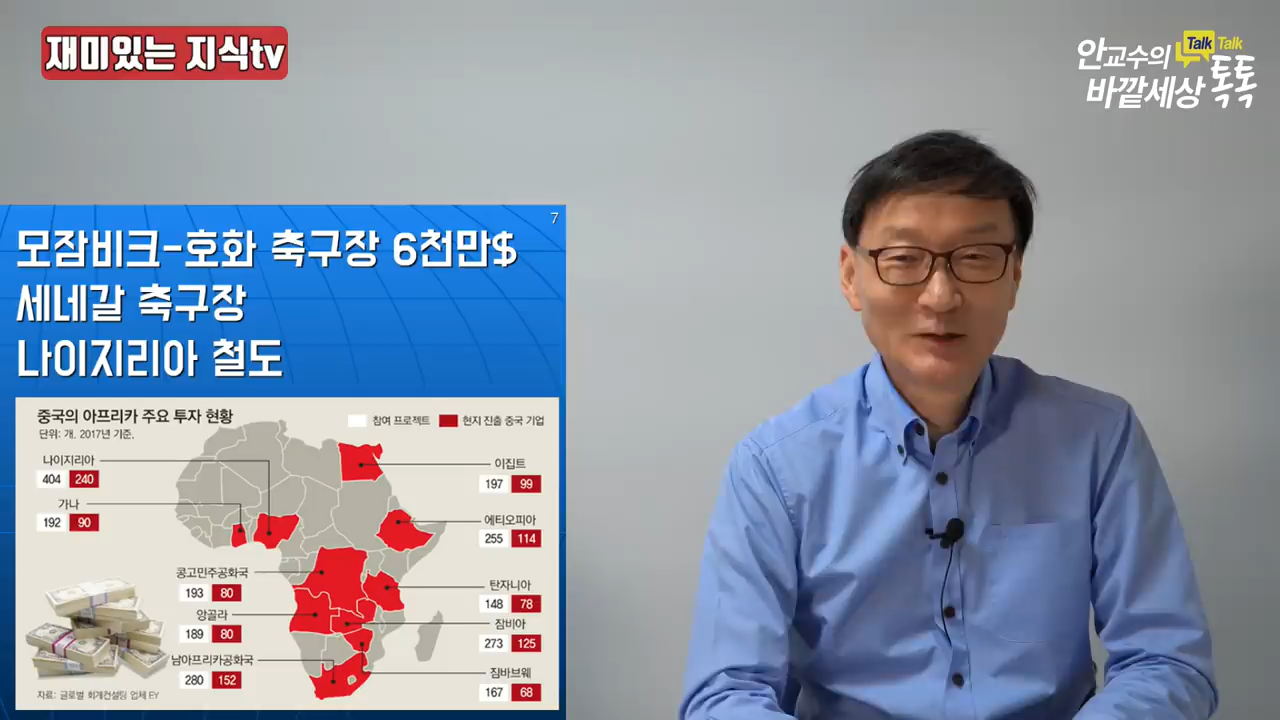 재미있는 지식tv
안교수의 Talk Talk
바깥세상 톡톡
7
모잠비크-호화 축구장 6천만$
세네갈 축구장
나이지리아 철도
중국의 아프리카 주요 투자 현황
단위: 개. 2017년 기준.
참여 프로젝트
현지 진출 중국 기업
나이지리아
404 240
가나
192 90
콩고민주공화국
193 80
앙골라
189 80
남아프리카공화국
280 152
이집트
197 99
에티오피아
255 114
탄자니아
148 78
잠비아
273 125
짐바브웨
167 68
자료: 글로벌 회계컨설팅 업체 EY